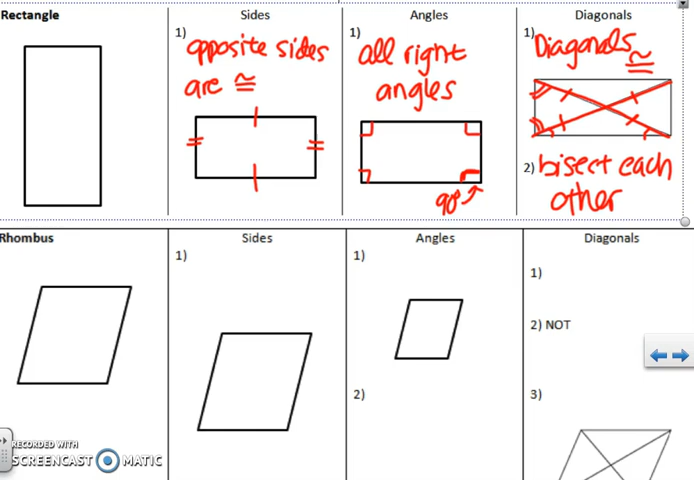 Rectangle
Sides
1) opposite sides
are ≅
Angles
1)
all right
angles
90°
Diagonals
1) Diagonals
≅
2) bisect each
other
Rhombus
Sides
1)
Angles
1)
2)
Diagonals
1)
2) NOT
3)
RECORDED WITH
SCREENCAST MATIC